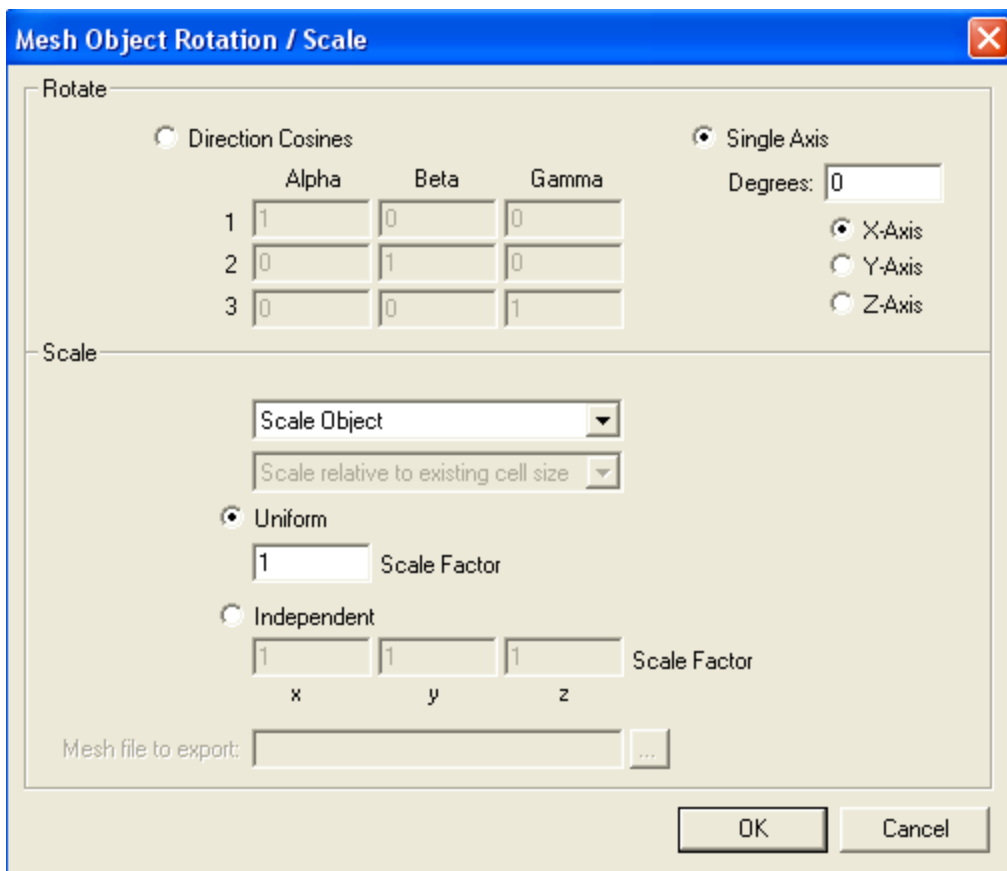 Mesh Object Rotation / Scale
Rotate
Direction Cosines
Single Axis
Alpha Beta Gamma
Degrees: 0
1 1 0 0
X-Axis
2 0 1 0
Y-Axis
3 0 0 1
Z-Axis
Scale
Scale Object
Scale relative to existing cell size
Uniform
1 Scale Factor
Independent
1 1 1 Scale Factor
x y z
Mesh file to export: ...
OK Cancel